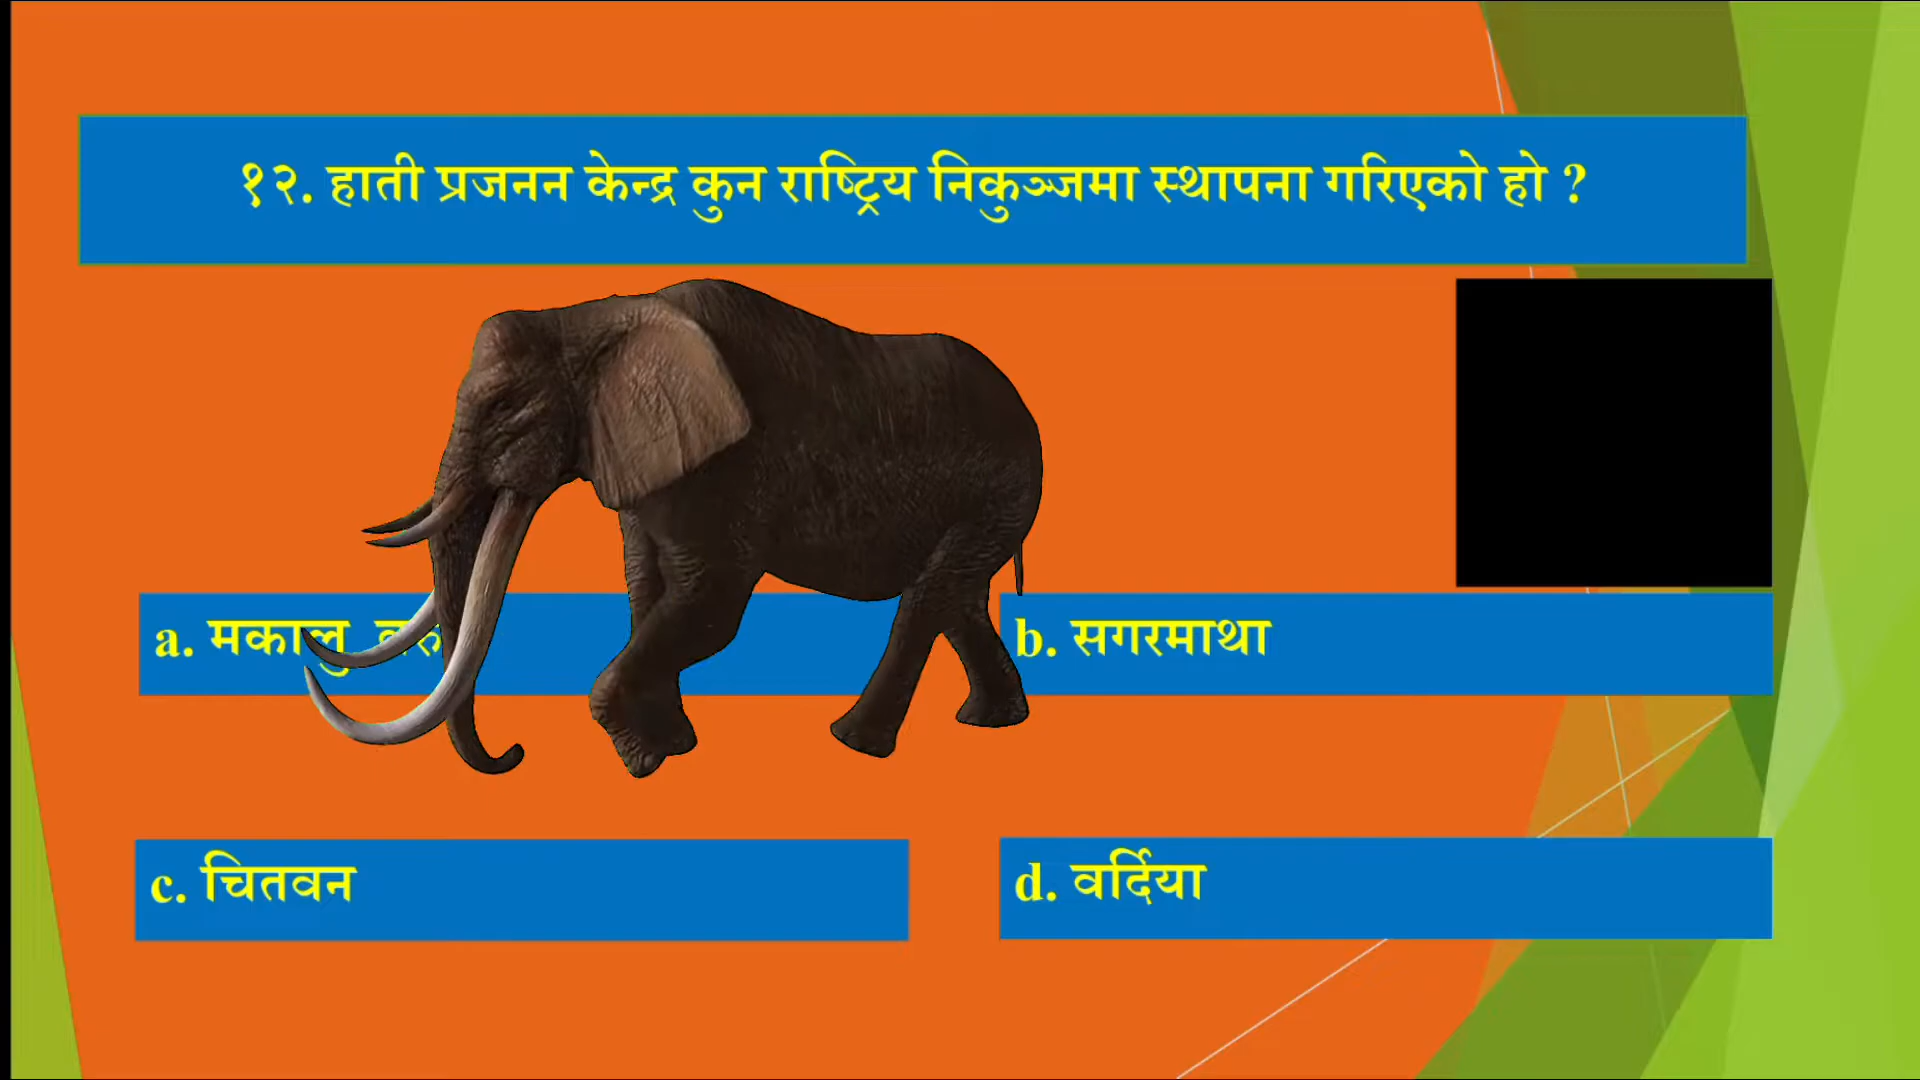 १२. हाती प्रजनन केन्द्र कुन राष्ट्रिय निकुञ्जमा स्थापना गरिएको हो ?
a. मकालु
b. सगरमाथा
c. चितवन
d. वर्दिया